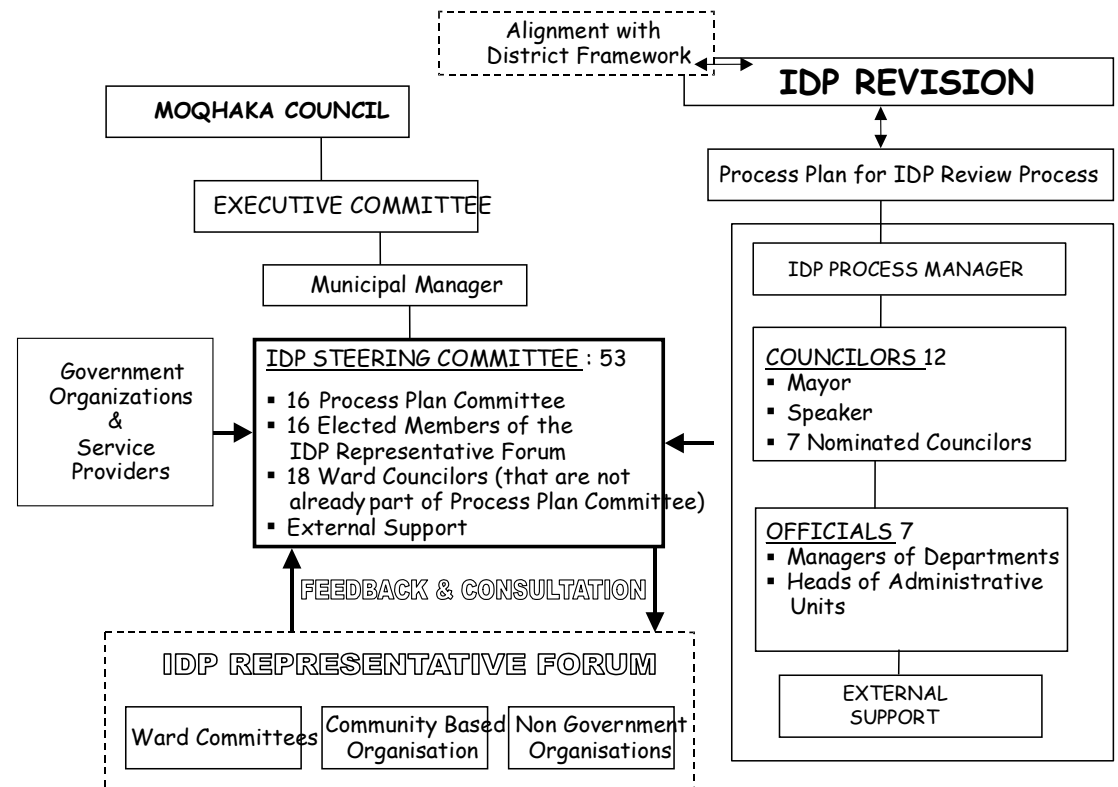 Alignment with
District Framework
IDP REVISION
MOQHAKA COUNCIL
Process Plan for IDP Review Process
EXECUTIVE COMMITTEE
IDP PROCESS MANAGER
Municipal Manager
Government
Organizations
&
Service
Providers
IDP STEERING COMMITTEE : 53
▪ 16 Process Plan Committee
▪ 16 Elected Members of the
IDP Representative Forum
▪ 18 Ward Councilors (that are not
already part of Process Plan Committee)
▪ External Support
COUNCILORS 12
▪ Mayor
▪ Speaker
▪ 7 Nominated Councilors
OFFICIALS 7
▪ Managers of Departments
▪ Heads of Administrative
Units
EXTERNAL
SUPPORT
FEEDBACK & CONSULTATION
IDP REPRESENTATIVE FORUM
Ward Committees
Community Based
Organisation
Non Government
Organisations